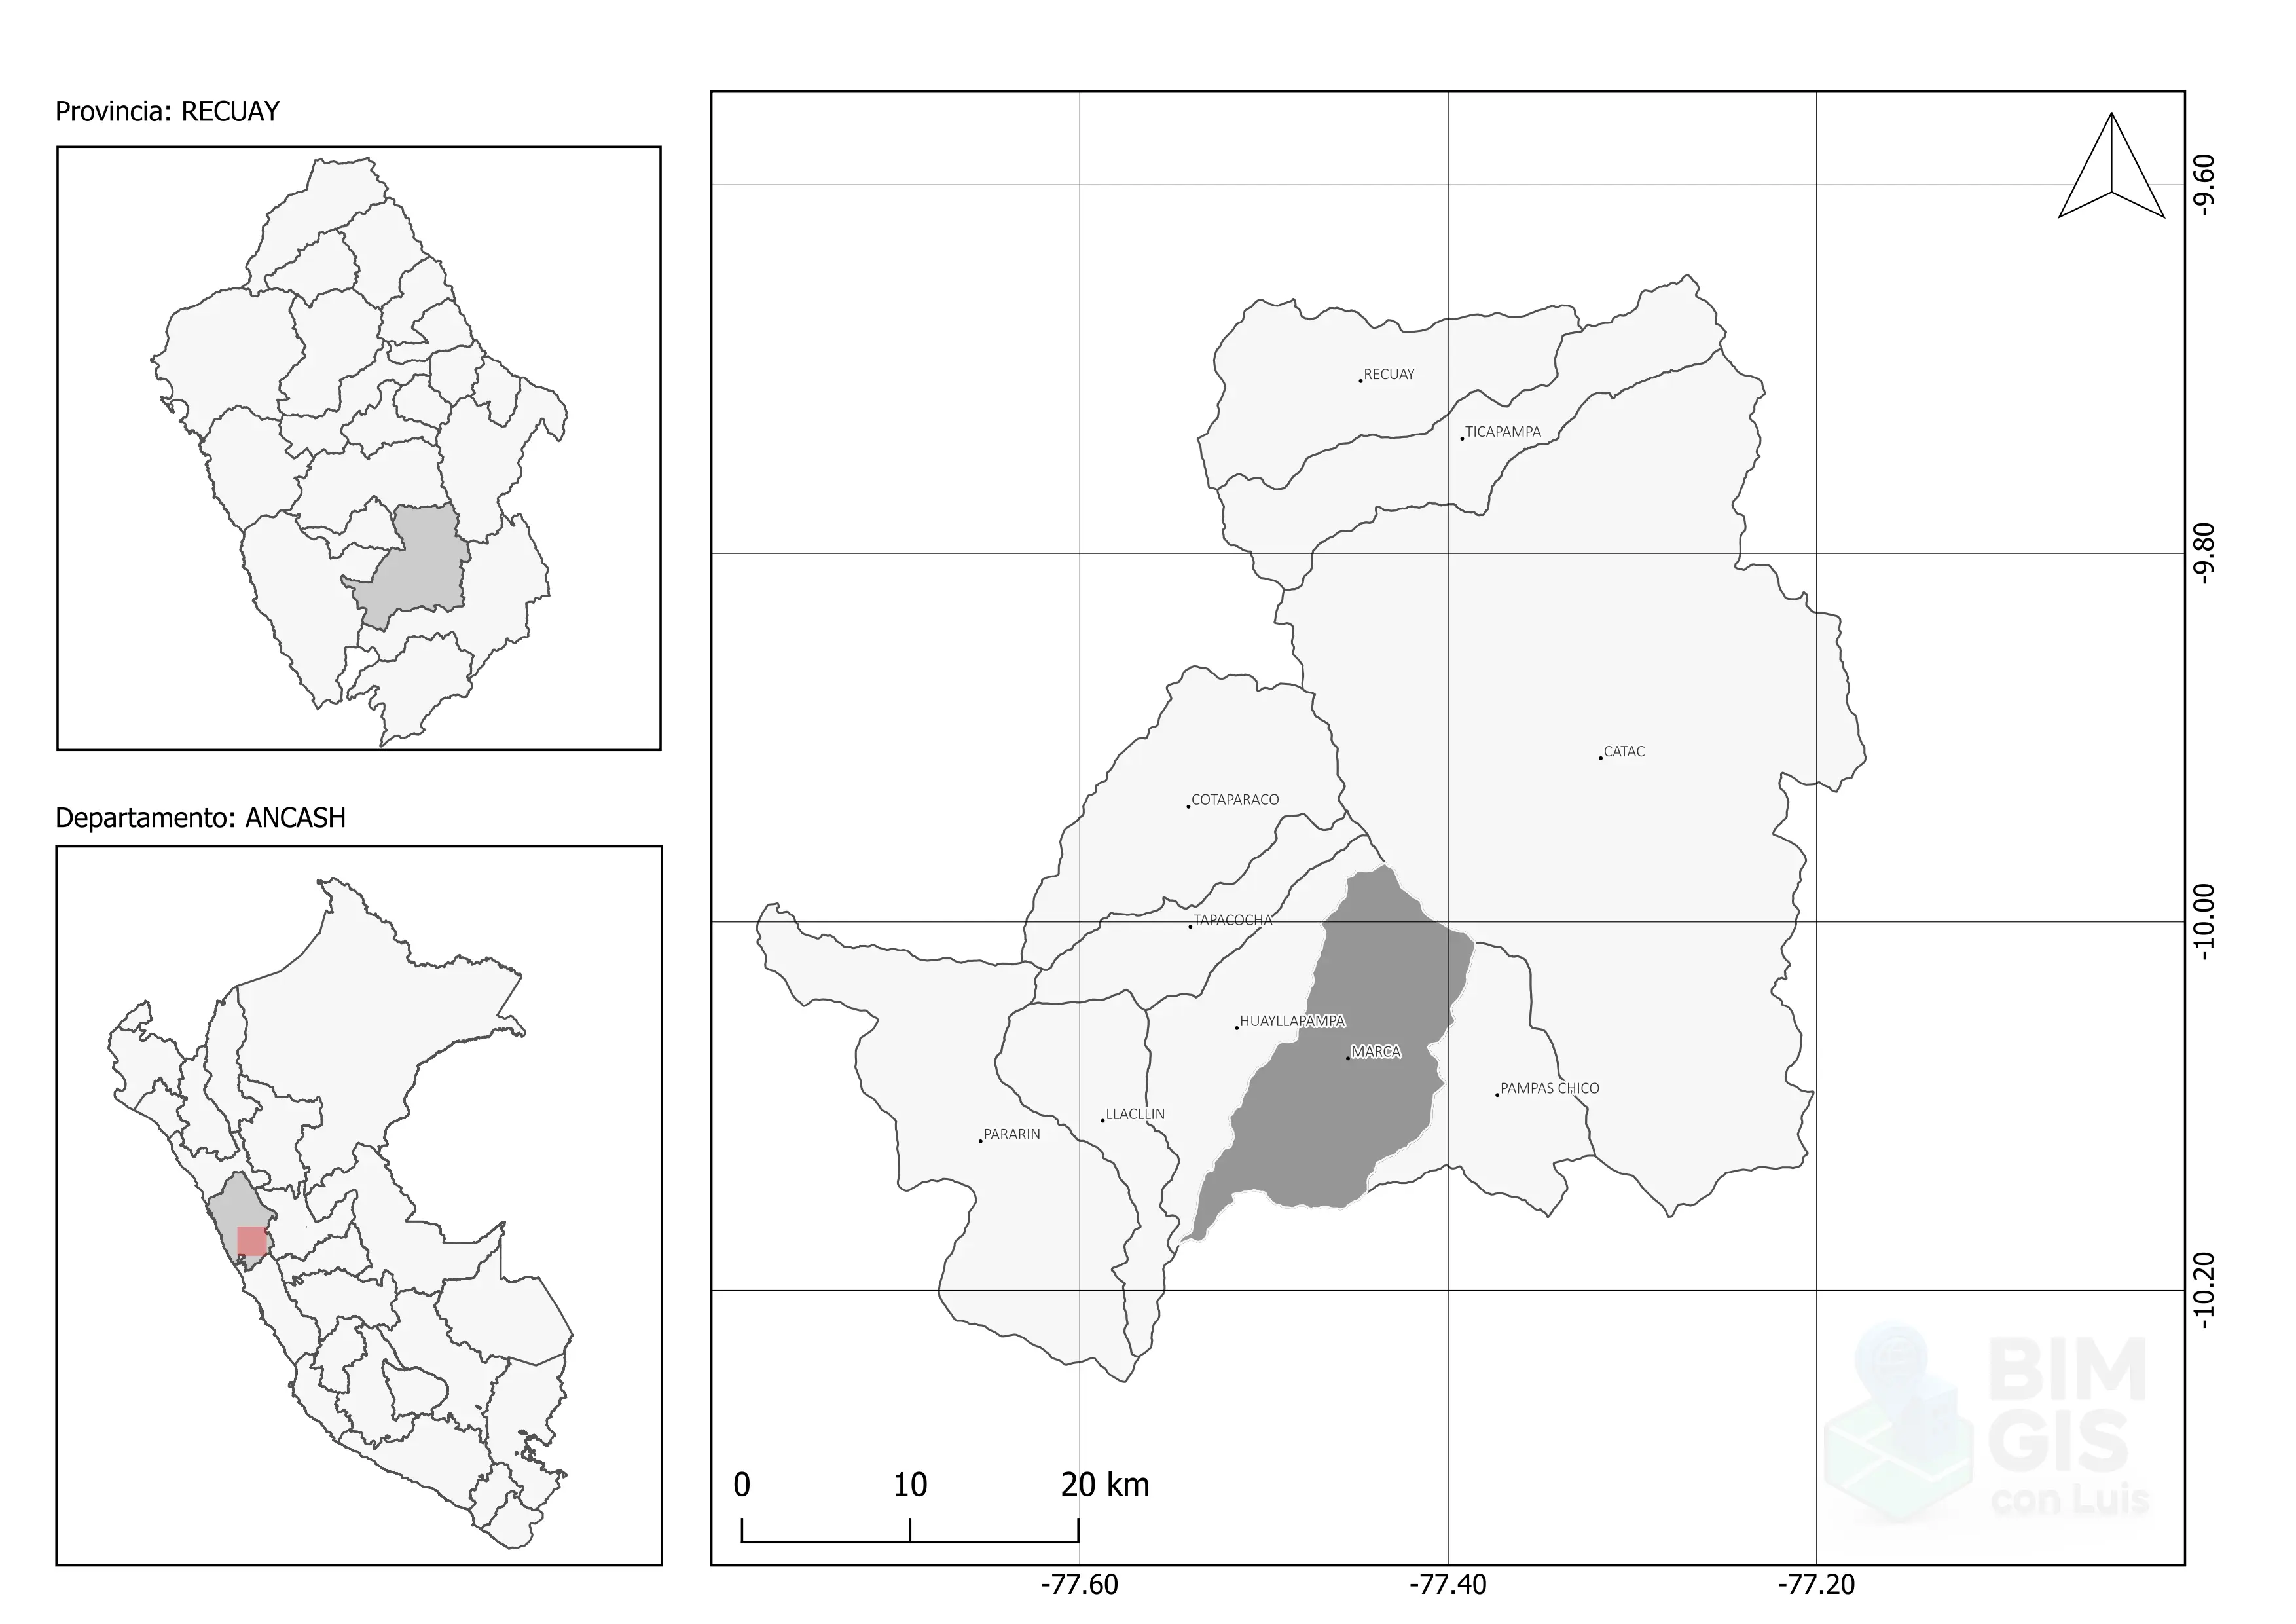 Provincia: RECUAY
Departamento: ANCASH
RECUAY
TICAPAMPA
CATAC
COTAPARACO
TAPACOCHA
HUAYLLAPAMPA
MARCA
PAMPAS CHICO
LLACLLIN
PARARIN
-9.60
-9.80
-10.00
-10.20
0 10 20 km
-77.60 -77.40 -77.20
BIM
GIS
con Luis